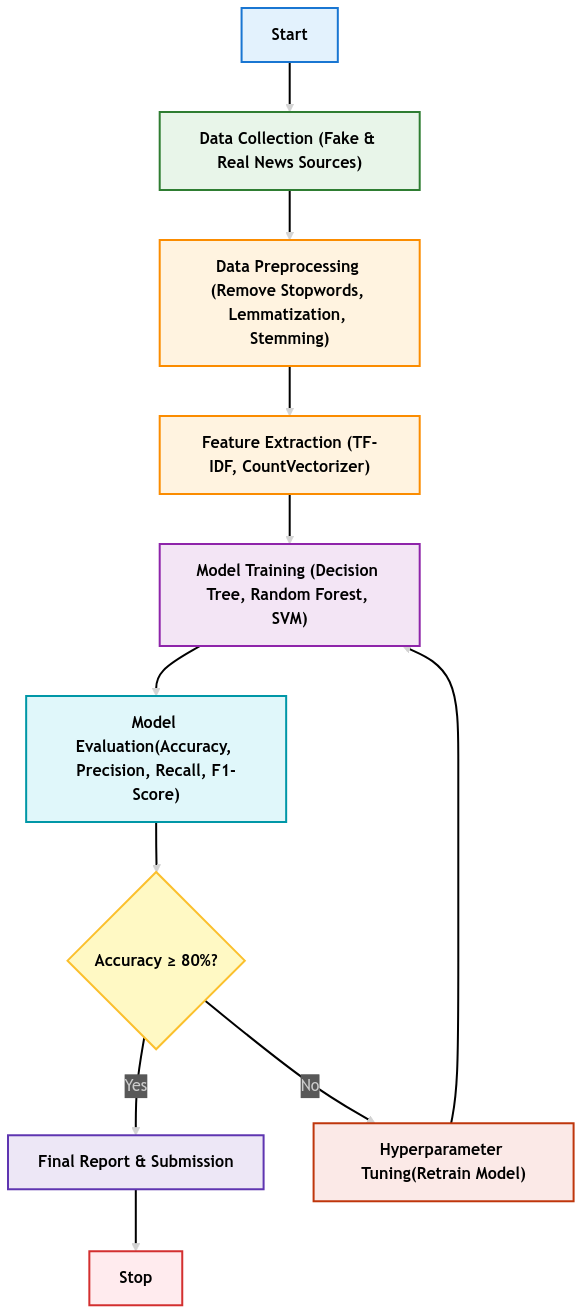 Start
Data Collection (Fake &
Real News Sources)
Data Preprocessing
(Remove Stopwords,
Lemmatization,
Stemming)
Feature Extraction (TF-
IDF, CountVectorizer)
Model Training (Decision
Tree, Random Forest,
SVM)
Model
Evaluation(Accuracy,
Precision, Recall, F1-
Score)
Accuracy ≥ 80%?
Yes
No
Final Report & Submission
Hyperparameter
Tuning(Retrain Model)
Stop